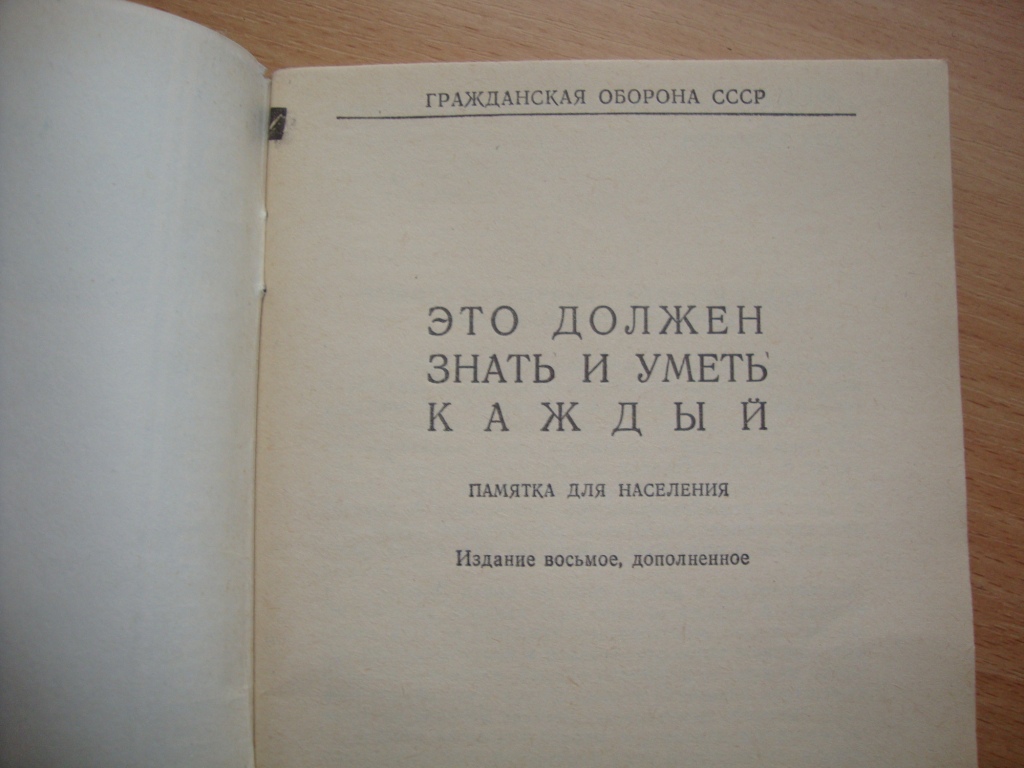 ГРАЖДАНСКАЯ ОБОРОНА СССР
ЭТО ДОЛЖЕН
ЗНАТЬ И УМЕТЬ
КАЖДЫЙ
ПАМЯТКА ДЛЯ НАСЕЛЕНИЯ
Издание восьмое, дополненное